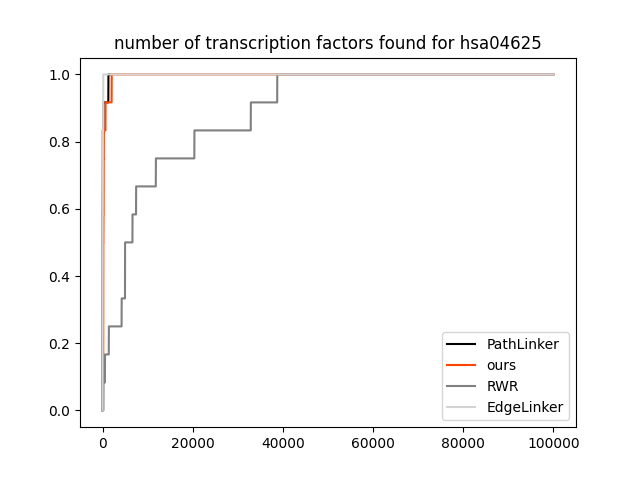 number of transcription factors found for hsa04625
1.0
0.8
0.6
0.4
0.2
0.0
0 20000 40000 60000 80000 100000
PathLinker
ours
RWR
EdgeLinker